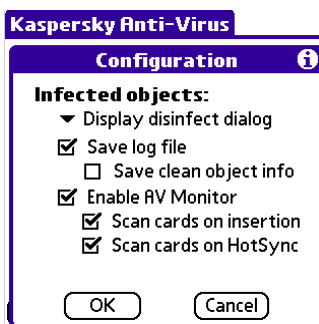 Kaspersky Anti-Virus
Configuration
Infected objects:
Display disinfect dialog
Save log file
Save clean object info
Enable AV Monitor
Scan cards on insertion
Scan cards on HotSync
OK Cancel